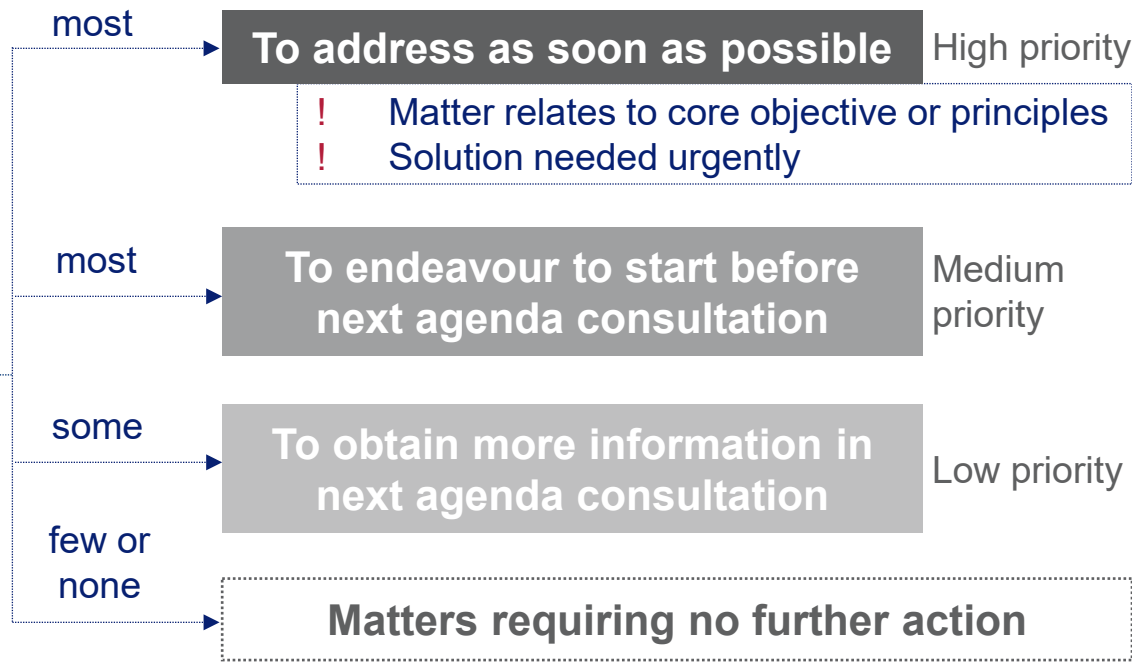 most
To address as soon as possible
High priority
! Matter relates to core objective or principles
! Solution needed urgently
most
To endeavour to start before
next agenda consultation
Medium
priority
some
To obtain more information in
next agenda consultation
Low priority
few or
none
Matters requiring no further action